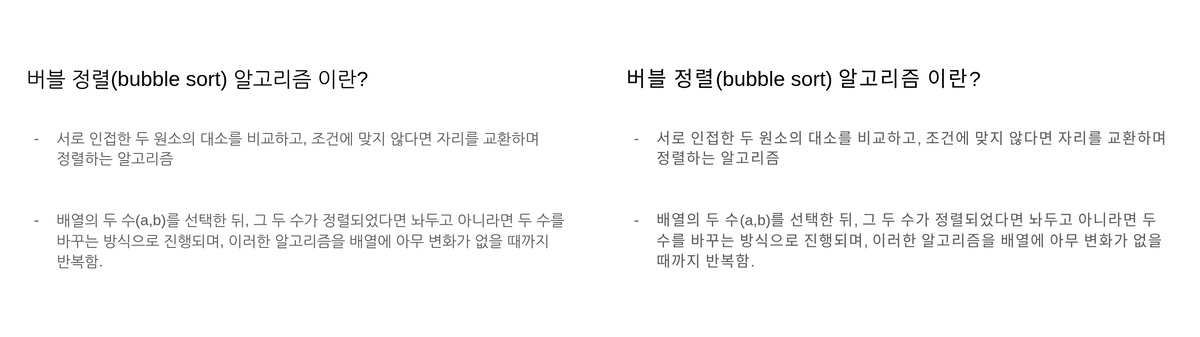 버블 정렬(bubble sort) 알고리즘 이란?
- 서로 인접한 두 원소의 대소를 비교하고, 조건에 맞지 않다면 자리를 교환하며
정렬하는 알고리즘
- 배열의 두 수(a,b)를 선택한 뒤, 그 두 수가 정렬되었다면 놔두고 아니라면 두 수를
바꾸는 방식으로 진행되며, 이러한 알고리즘을 배열에 아무 변화가 없을 때까지
반복함.
버블 정렬(bubble sort) 알고리즘 이란?
- 서로 인접한 두 원소의 대소를 비교하고, 조건에 맞지 않다면 자리를 교환하며
정렬하는 알고리즘
- 배열의 두 수(a,b)를 선택한 뒤, 그 두 수가 정렬되었다면 놔두고 아니라면 두
수를 바꾸는 방식으로 진행되며, 이러한 알고리즘을 배열에 아무 변화가 없을
때까지 반복함.